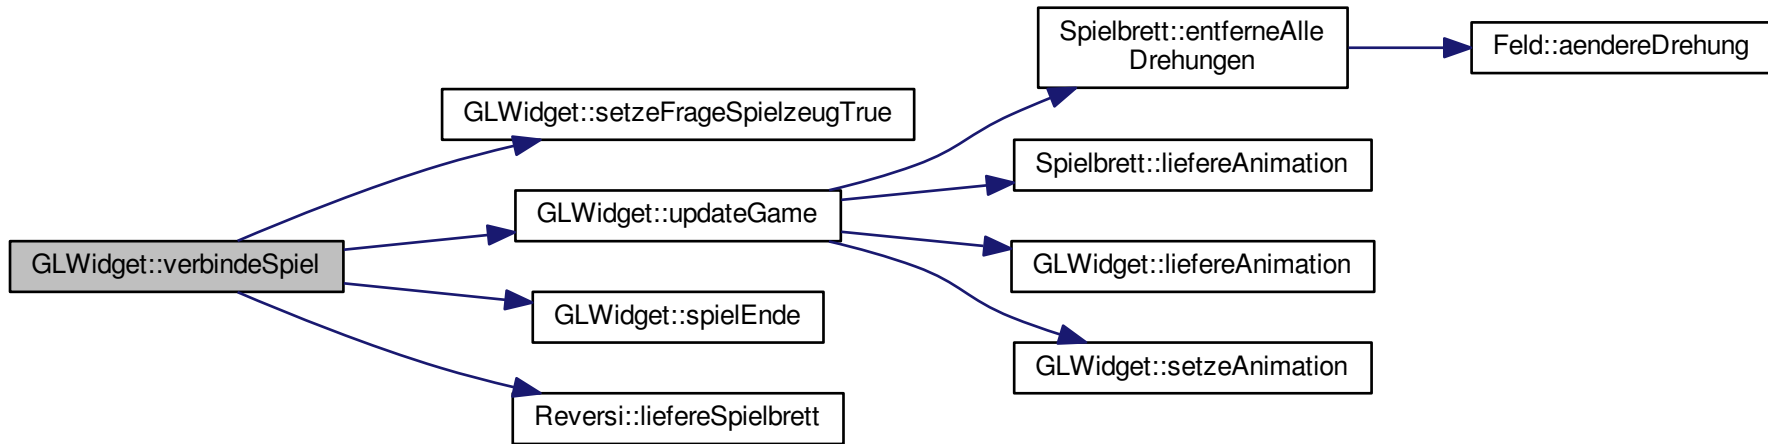 GLWidget::verbindeSpiel
GLWidget::setzeFrageSpielzeugTrue
GLWidget::updateGame
GLWidget::spielEnde
Reversi::liefereSpielbrett
Spielbrett::entferneAlle
Drehungen
Spielbrett::liefereAnimation
GLWidget::liefereAnimation
GLWidget::setzeAnimation
Feld::aendereDrehung